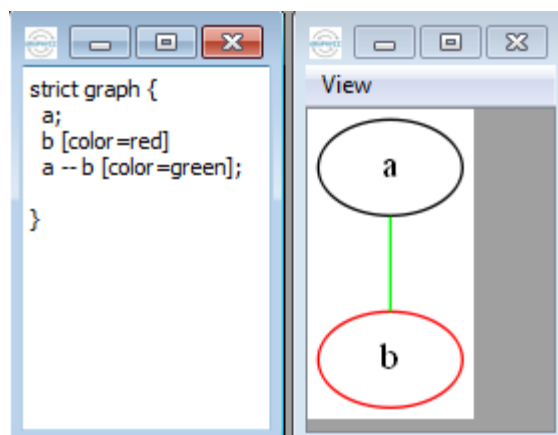 strict graph {
a;
b [color=red]
a -- b [color=green];
}
View
a
b